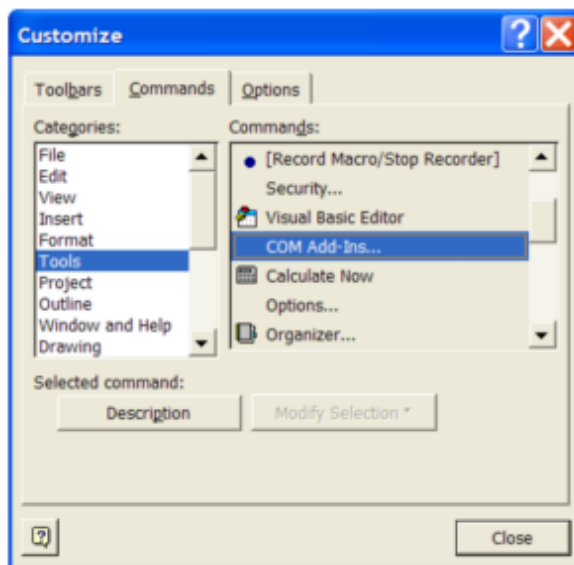 Customize
Toolbars Commands Options
Categories:
File
Edit
View
Insert
Format
Tools
Project
Outline
Window and Help
Drawing
Commands:
[Record Macro/Stop Recorder]
Security...
Visual Basic Editor
COM Add-Ins...
Calculate Now
Options...
Organizer...
Selected command:
Description Modify Selection
Close